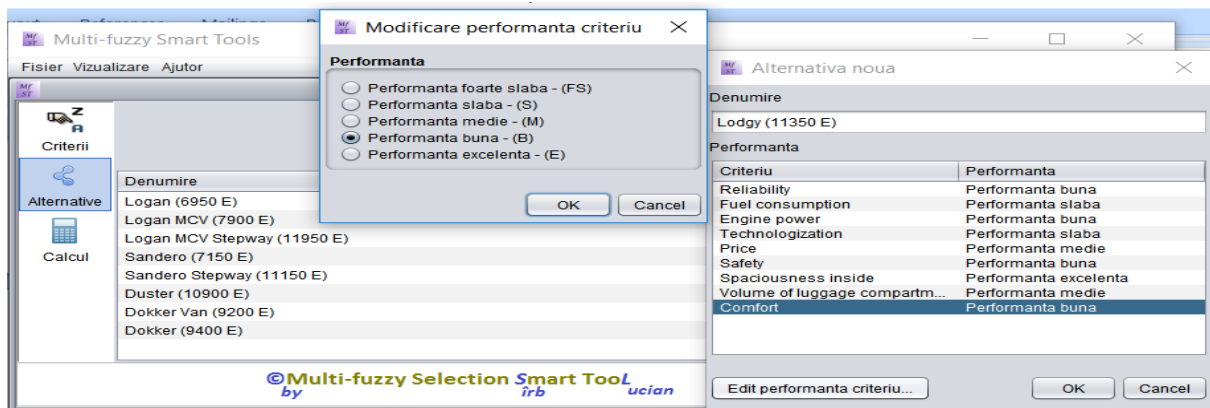 Multi-fuzzy Smart Tools
Fisier Vizualizare Ajutor
Criterii
Alternative
Calcul
Denumire
Logan (6950 E)
Logan MCV (7900 E)
Logan MCV Stepway (11950 E)
Sandero (7150 E)
Sandero Stepway (11150 E)
Duster (10900 E)
Dokker Van (9200 E)
Dokker (9400 E)
©Multi-fuzzy Selection Smart TooL
by Sîrb Lucian
Modificare performanta criteriu
Performanta
Performanta foarte slaba - (FS)
Performanta slaba - (S)
Performanta medie - (M)
Performanta buna - (B)
Performanta excelenta - (E)
OK Cancel
Alternativa noua
Denumire
Lodgy (11350 E)
Performanta
Criteriu Performanta
Reliability Performanta buna
Fuel consumption Performanta slaba
Engine power Performanta buna
Technologization Performanta slaba
Price Performanta medie
Safety Performanta buna
Spaciousness inside Performanta excelenta
Volume of luggage compartm... Performanta medie
Comfort Performanta buna
Edit performanta criteriu... OK Cancel